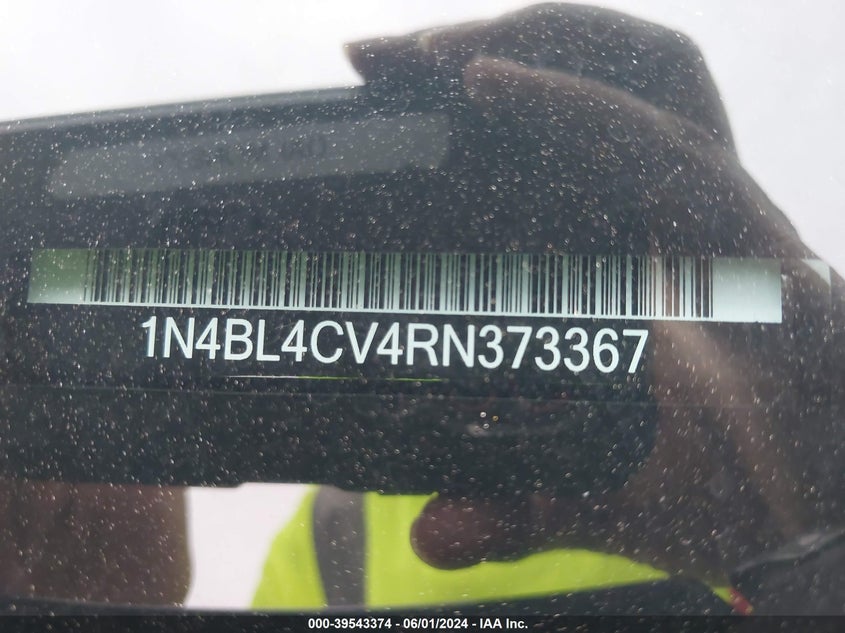 1N4BL4CV4RN373367
000-39543374 - 06/01/2024 - IAA Inc.